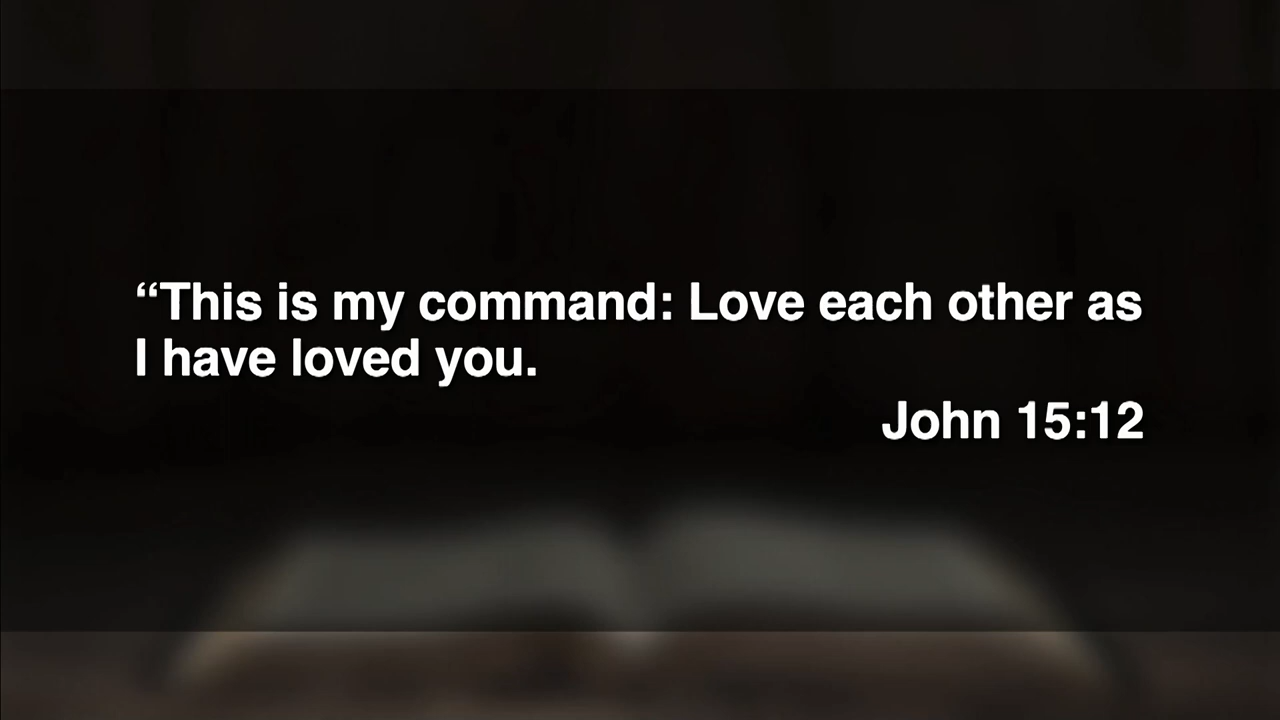 “This is my command: Love each other as
I have loved you.
John 15:12